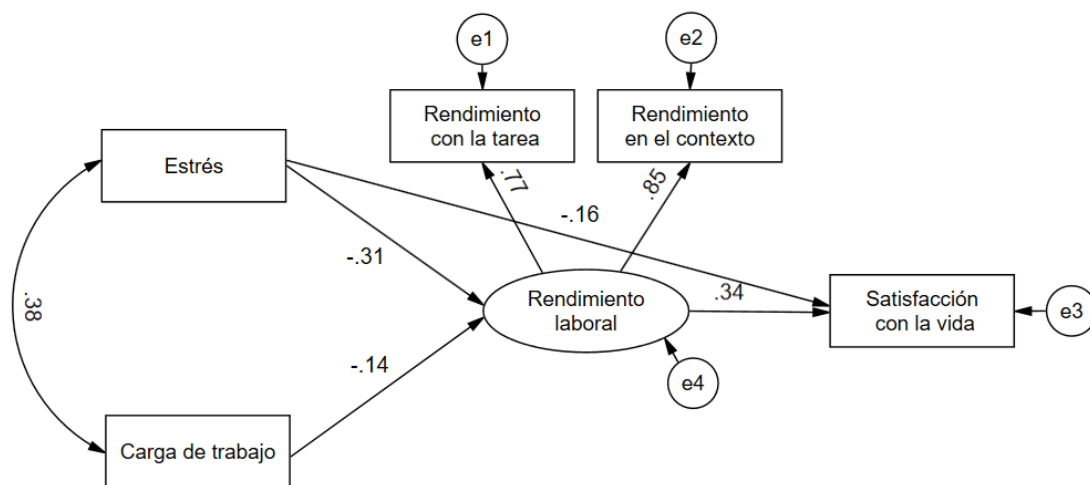 e1
e2
Rendimiento
con la tarea
Rendimiento
en el contexto
Estrés
.77
.85
-.16
-.31
.38
Rendimiento
laboral
.34
Satisfacción
con la vida
e3
-.14
e4
Carga de trabajo